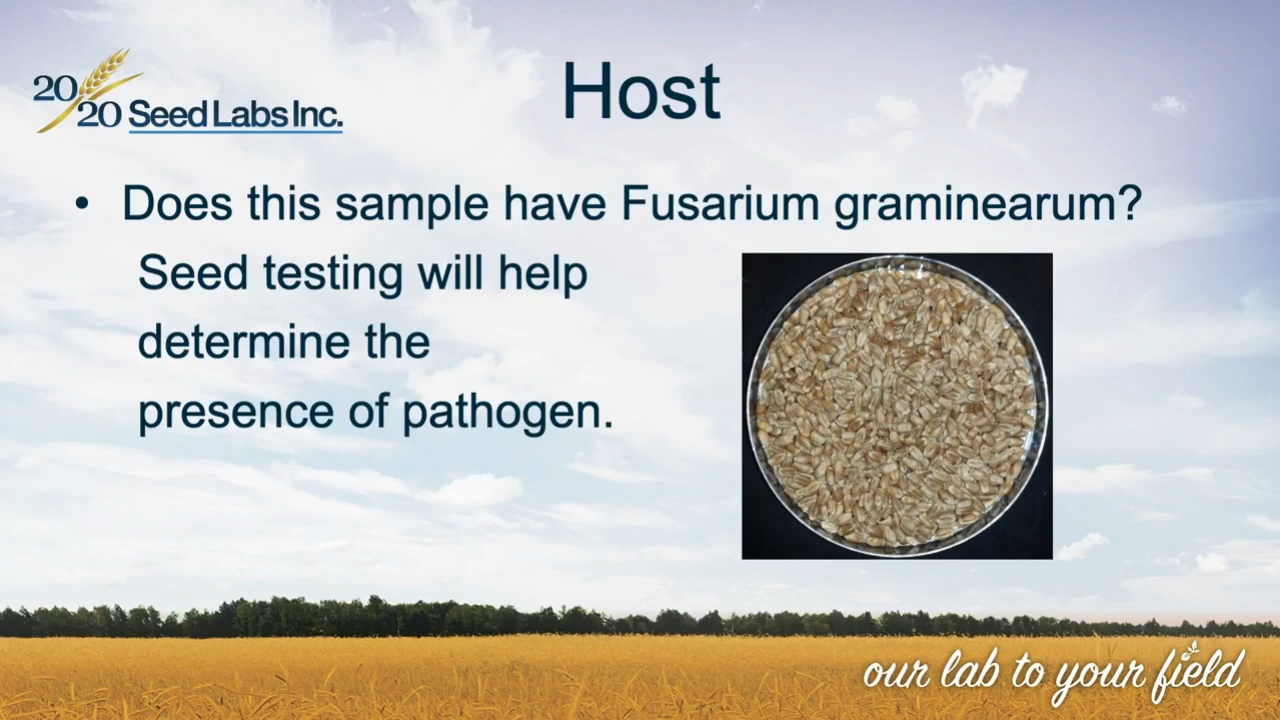 20/20 Seed Labs Inc.
Host
• Does this sample have Fusarium graminearum?
Seed testing will help
determine the
presence of pathogen.
our lab to your field